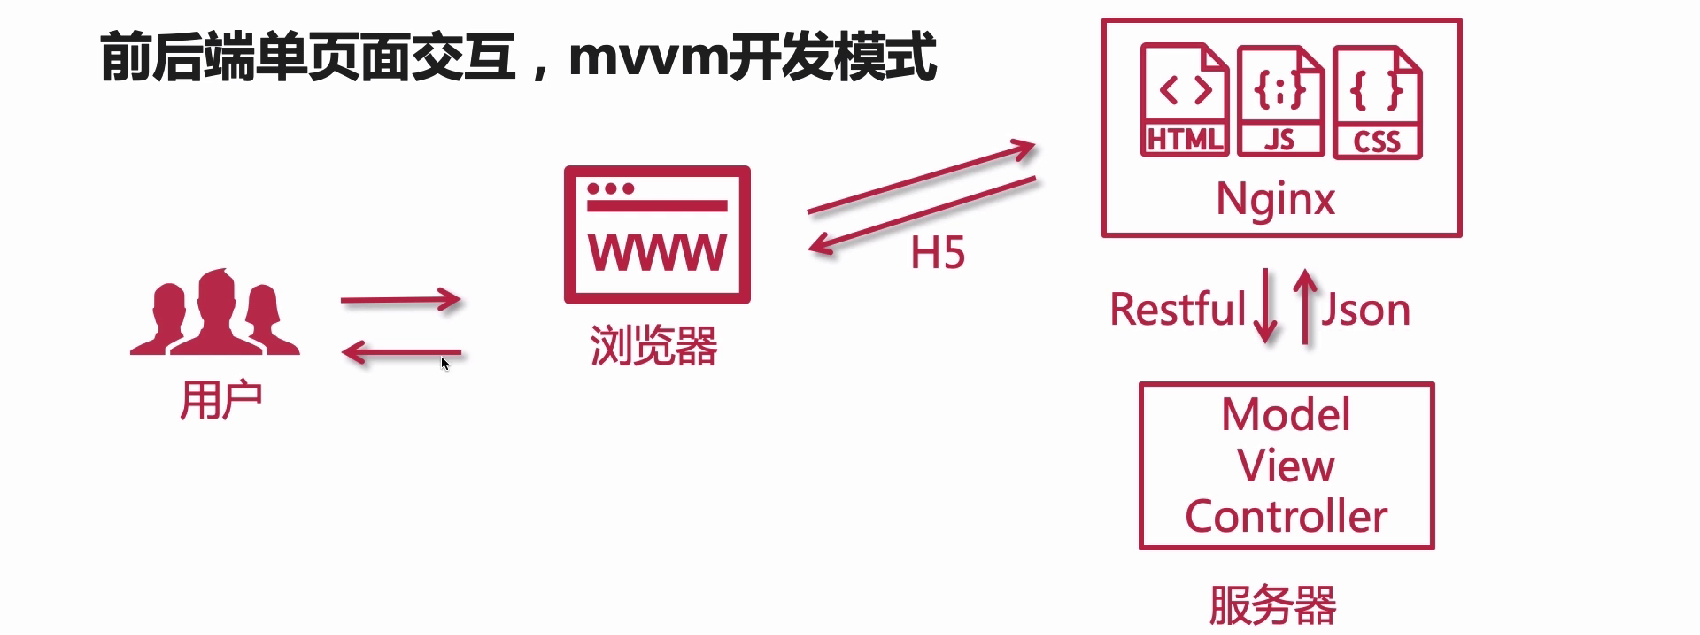 前后端单页面交互，mvvm开发模式
HTML
{:}
JS
{ }
CSS
Nginx
WWW
H5
浏览器
用户
Restful
Json
Model
View
Controller
服务器